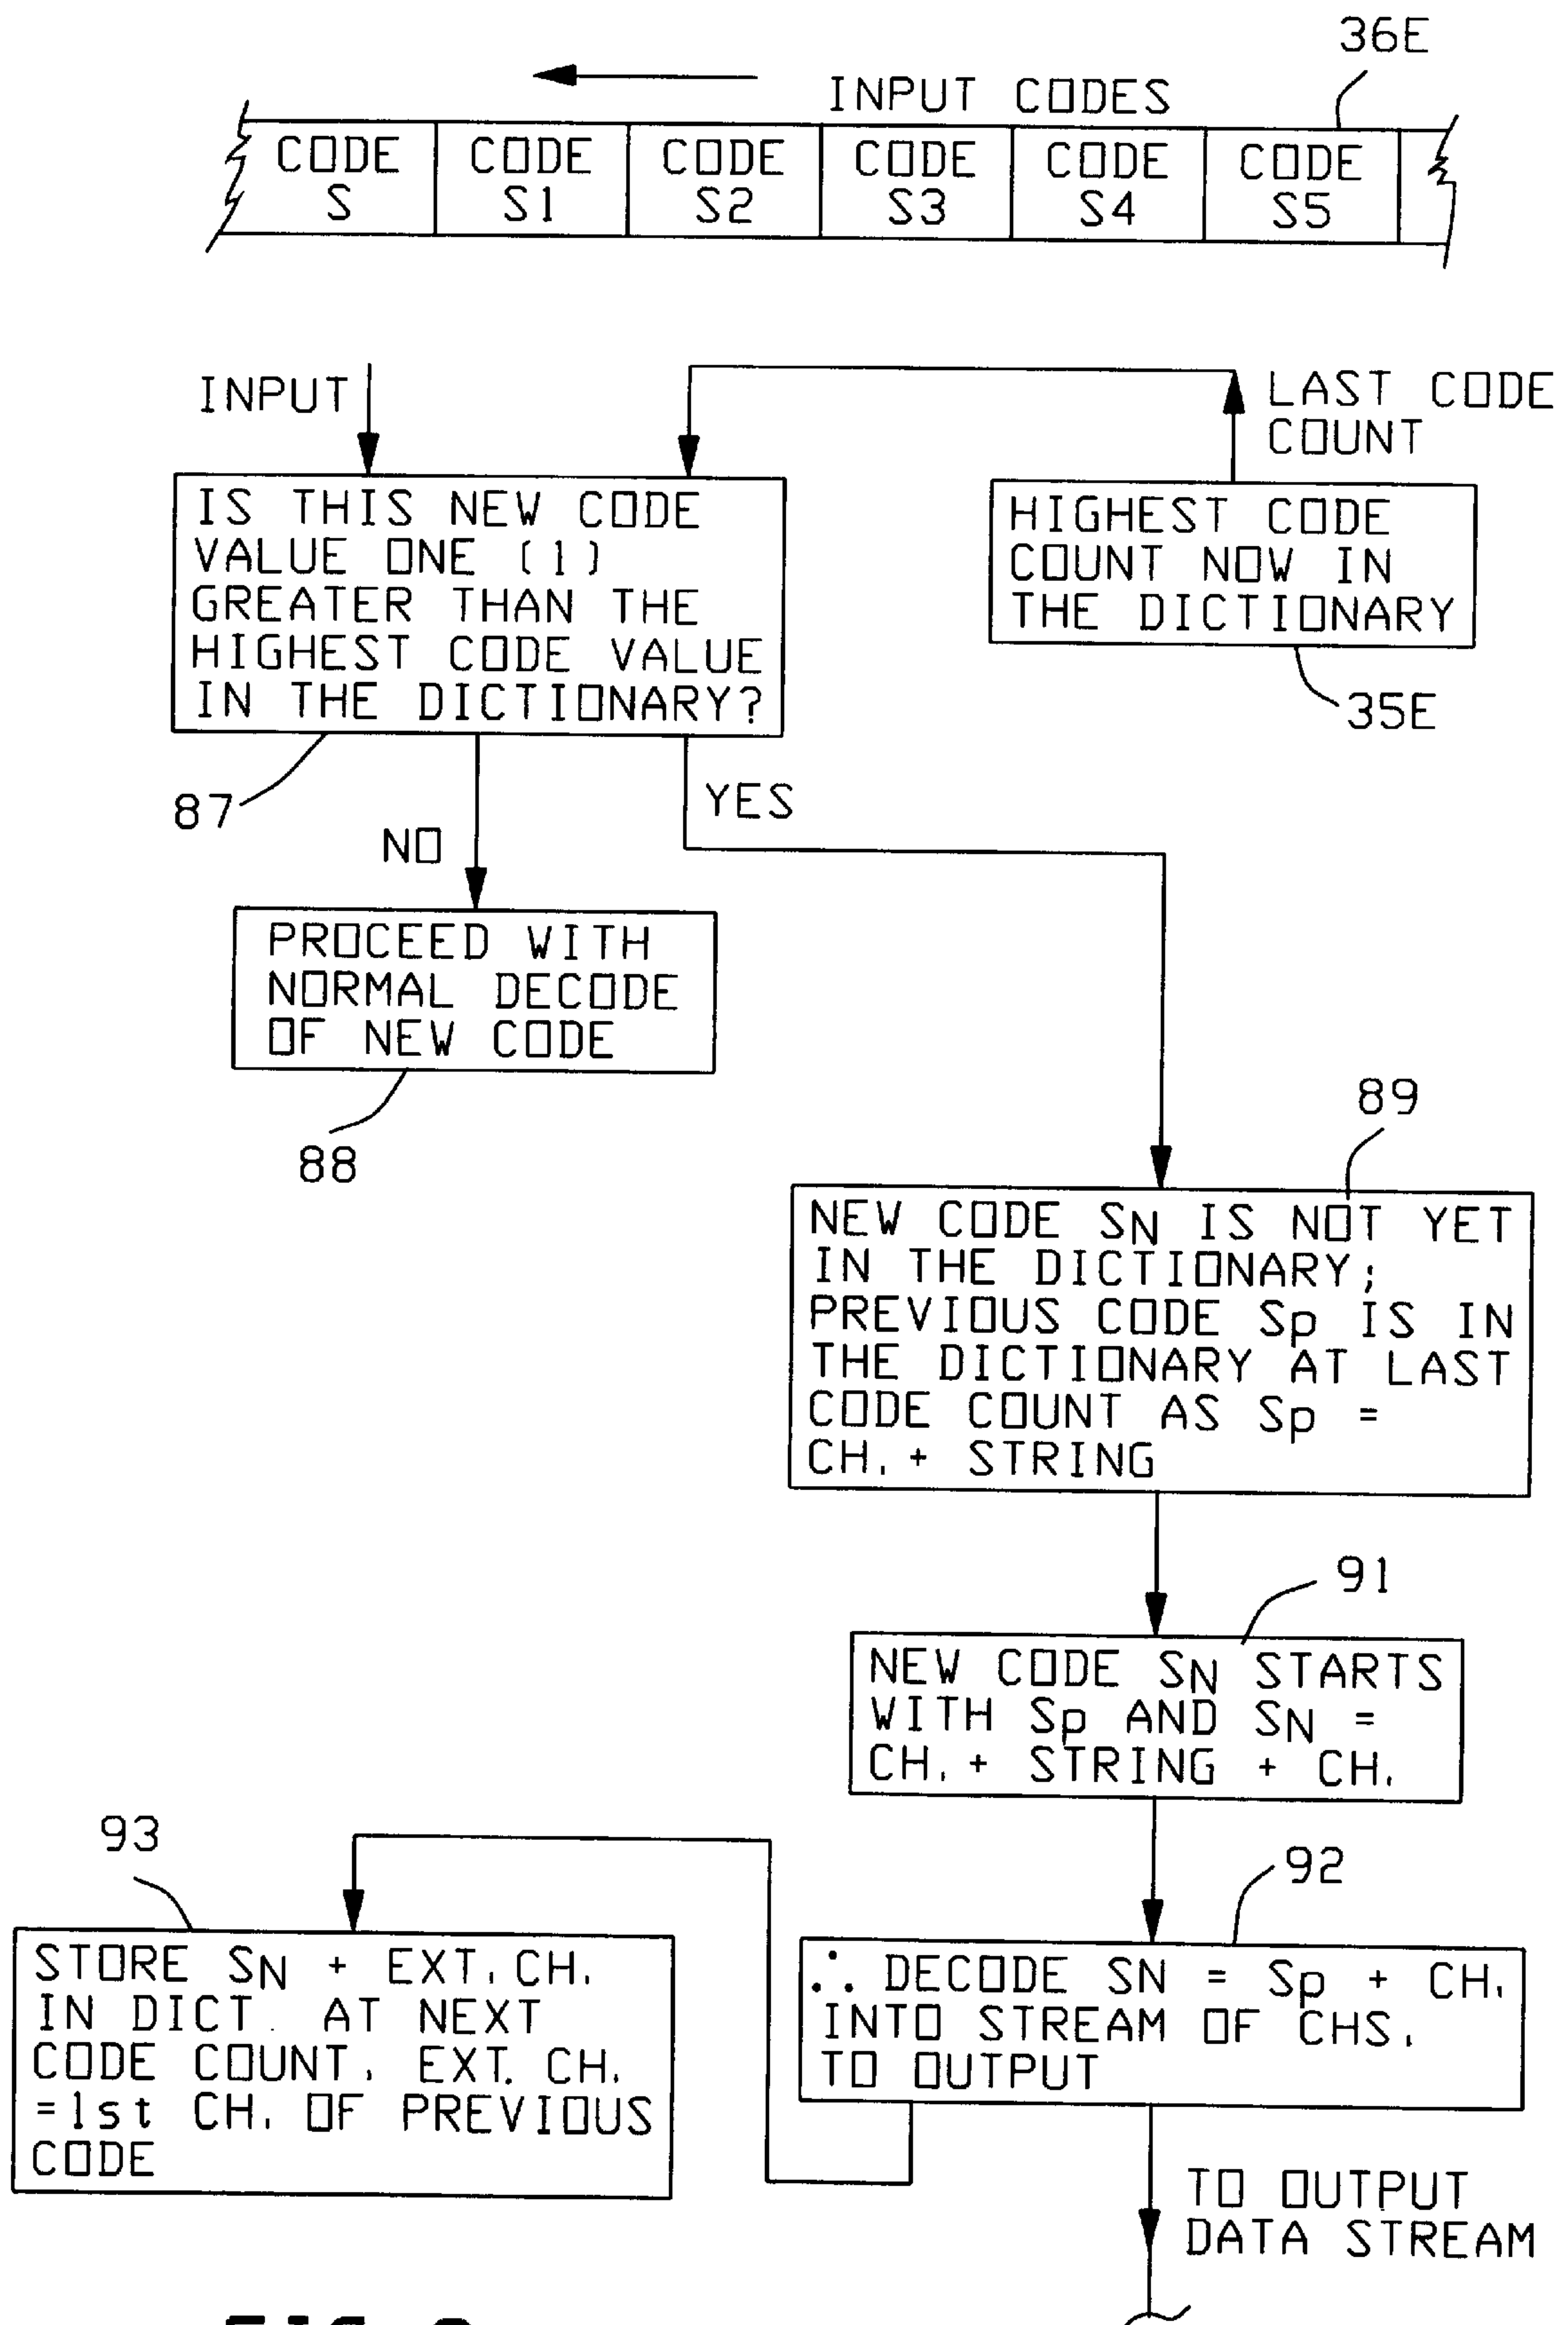 36E
INPUT CODES
CODE S
CODE S1
CODE S2
CODE S3
CODE S4
CODE S5
INPUT
LAST CODE
COUNT
IS THIS NEW CODE
VALUE ONE (1)
GREATER THAN THE
HIGHEST CODE VALUE
IN THE DICTIONARY?
HIGHEST CODE
COUNT NOW IN
THE DICTIONARY
35E
87
YES
NO
PROCEED WITH
NORMAL DECODE
OF NEW CODE
88
89
NEW CODE SN IS NOT YET
IN THE DICTIONARY;
PREVIOUS CODE Sp IS IN
THE DICTIONARY AT LAST
CODE COUNT AS Sp =
CH. + STRING
91
NEW CODE SN STARTS
WITH Sp AND SN =
CH. + STRING + CH.
93
92
STORE SN + EXT. CH.
IN DICT. AT NEXT
CODE COUNT. EXT. CH.
=1st CH. OF PREVIOUS
CODE
∴ DECODE SN = Sp + CH.
INTO STREAM OF CHS.
TO OUTPUT
TO OUTPUT
DATA STREAM